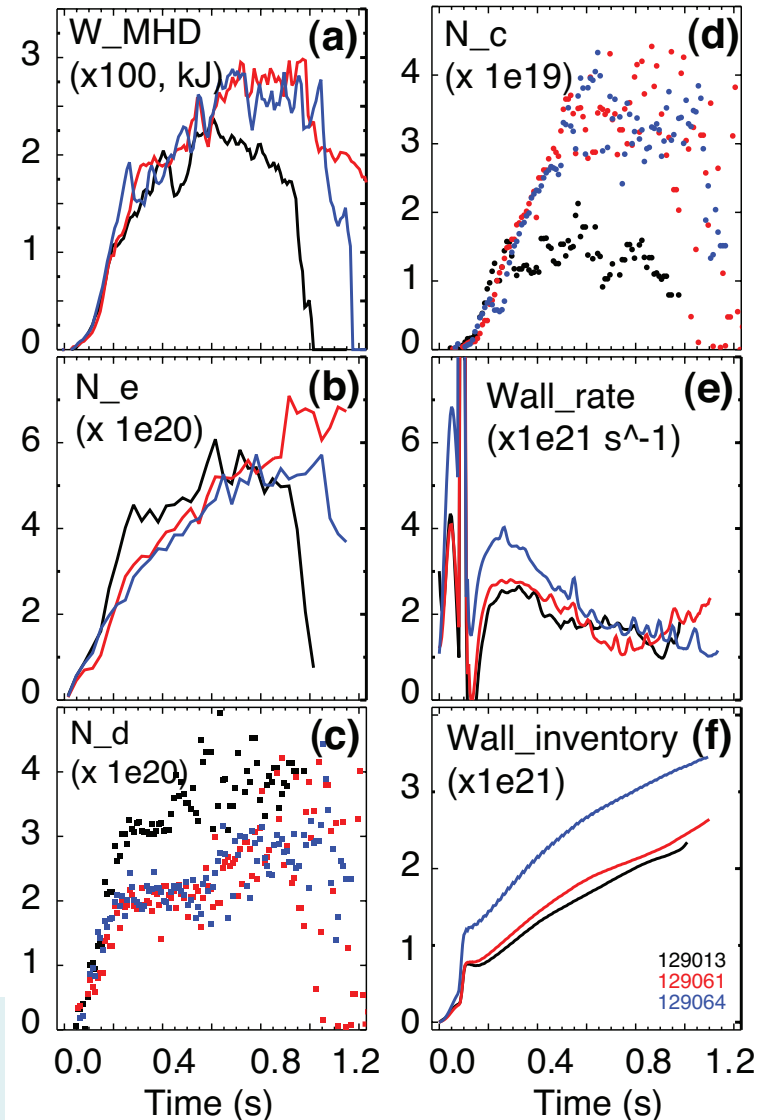 W_MHD
(x100, kJ)
(a)
3
2
1
0
N_e
(x 1e20)
(b)
6
4
2
0
N_d
(x 1e20)
(c)
4
3
2
1
0
0.0 0.4 0.8 1.2
Time (s)
N_c
(x 1e19)
(d)
4
3
2
1
0
Wall_rate
(x1e21 s^-1)
(e)
6
4
2
0
Wall_inventory
(x1e21)
(f)
3
2
1
0
129013
129061
129064
0.0 0.4 0.8 1.2
Time (s)